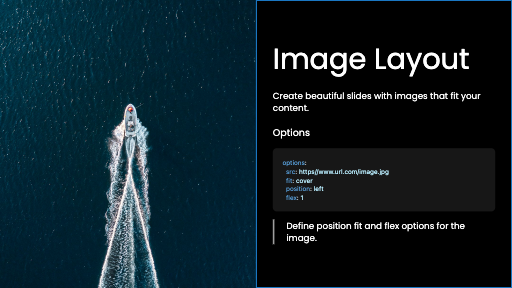 Image Layout
Create beautiful slides with images that fit your
content.
Options
options:
src: https//www.url.com/image.jpg
fit: cover
position: left
flex: 1
Define position fit and flex options for the
image.